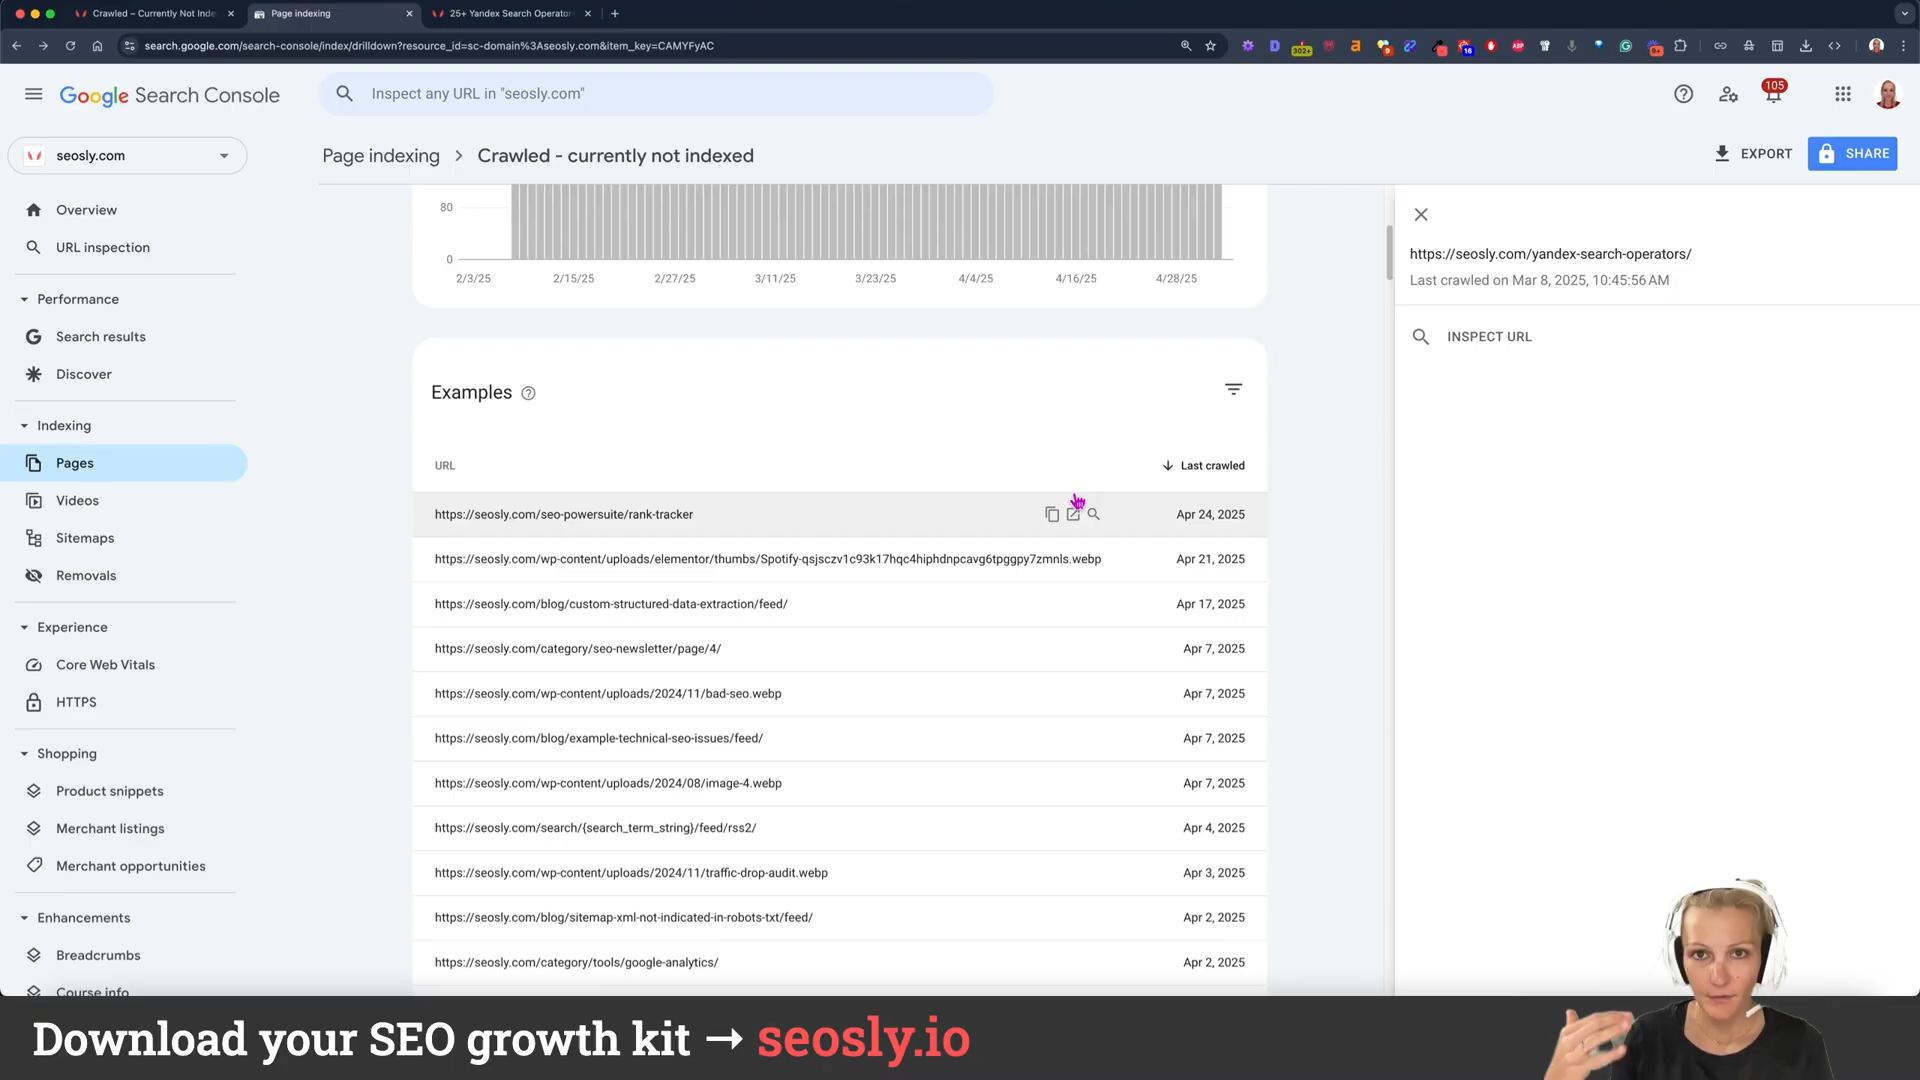 Crawled – Currently Not Inde
Page indexing
25+ Yandex Search Operator
search.google.com/search-console/index/drilldown?resource_id=sc-domain%3Aseosly.com&item_key=CAMYFyAC
302+
9
16
ABP
9+
Google Search Console
Inspect any URL in "seosly.com"
105
seosly.com
Page indexing > Crawled - currently not indexed
EXPORT
SHARE
Overview
URL inspection
Performance
Search results
Discover
Indexing
Pages
Videos
Sitemaps
Removals
Experience
Core Web Vitals
HTTPS
Shopping
Product snippets
Merchant listings
Merchant opportunities
Enhancements
Breadcrumbs
Course info
80
0
2/3/25 2/15/25 2/27/25 3/11/25 3/23/25 4/4/25 4/16/25 4/28/25
Examples
URL Last crawled
https://seosly.com/seo-powersuite/rank-tracker Apr 24, 2025
https://seosly.com/wp-content/uploads/elementor/thumbs/Spotify-qsjsczv1c93k17hqc4hiphdnpcavg6tpggpy7zmnls.webp Apr 21, 2025
https://seosly.com/blog/custom-structured-data-extraction/feed/ Apr 17, 2025
https://seosly.com/category/seo-newsletter/page/4/ Apr 7, 2025
https://seosly.com/wp-content/uploads/2024/11/bad-seo.webp Apr 7, 2025
https://seosly.com/blog/example-technical-seo-issues/feed/ Apr 7, 2025
https://seosly.com/wp-content/uploads/2024/08/image-4.webp Apr 7, 2025
https://seosly.com/search/{search_term_string}/feed/rss2/ Apr 4, 2025
https://seosly.com/wp-content/uploads/2024/11/traffic-drop-audit.webp Apr 3, 2025
https://seosly.com/blog/sitemap-xml-not-indicated-in-robots-txt/feed/ Apr 2, 2025
https://seosly.com/category/tools/google-analytics/ Apr 2, 2025
https://seosly.com/yandex-search-operators/
Last crawled on Mar 8, 2025, 10:45:56 AM
INSPECT URL
Download your SEO growth kit → seosly.io